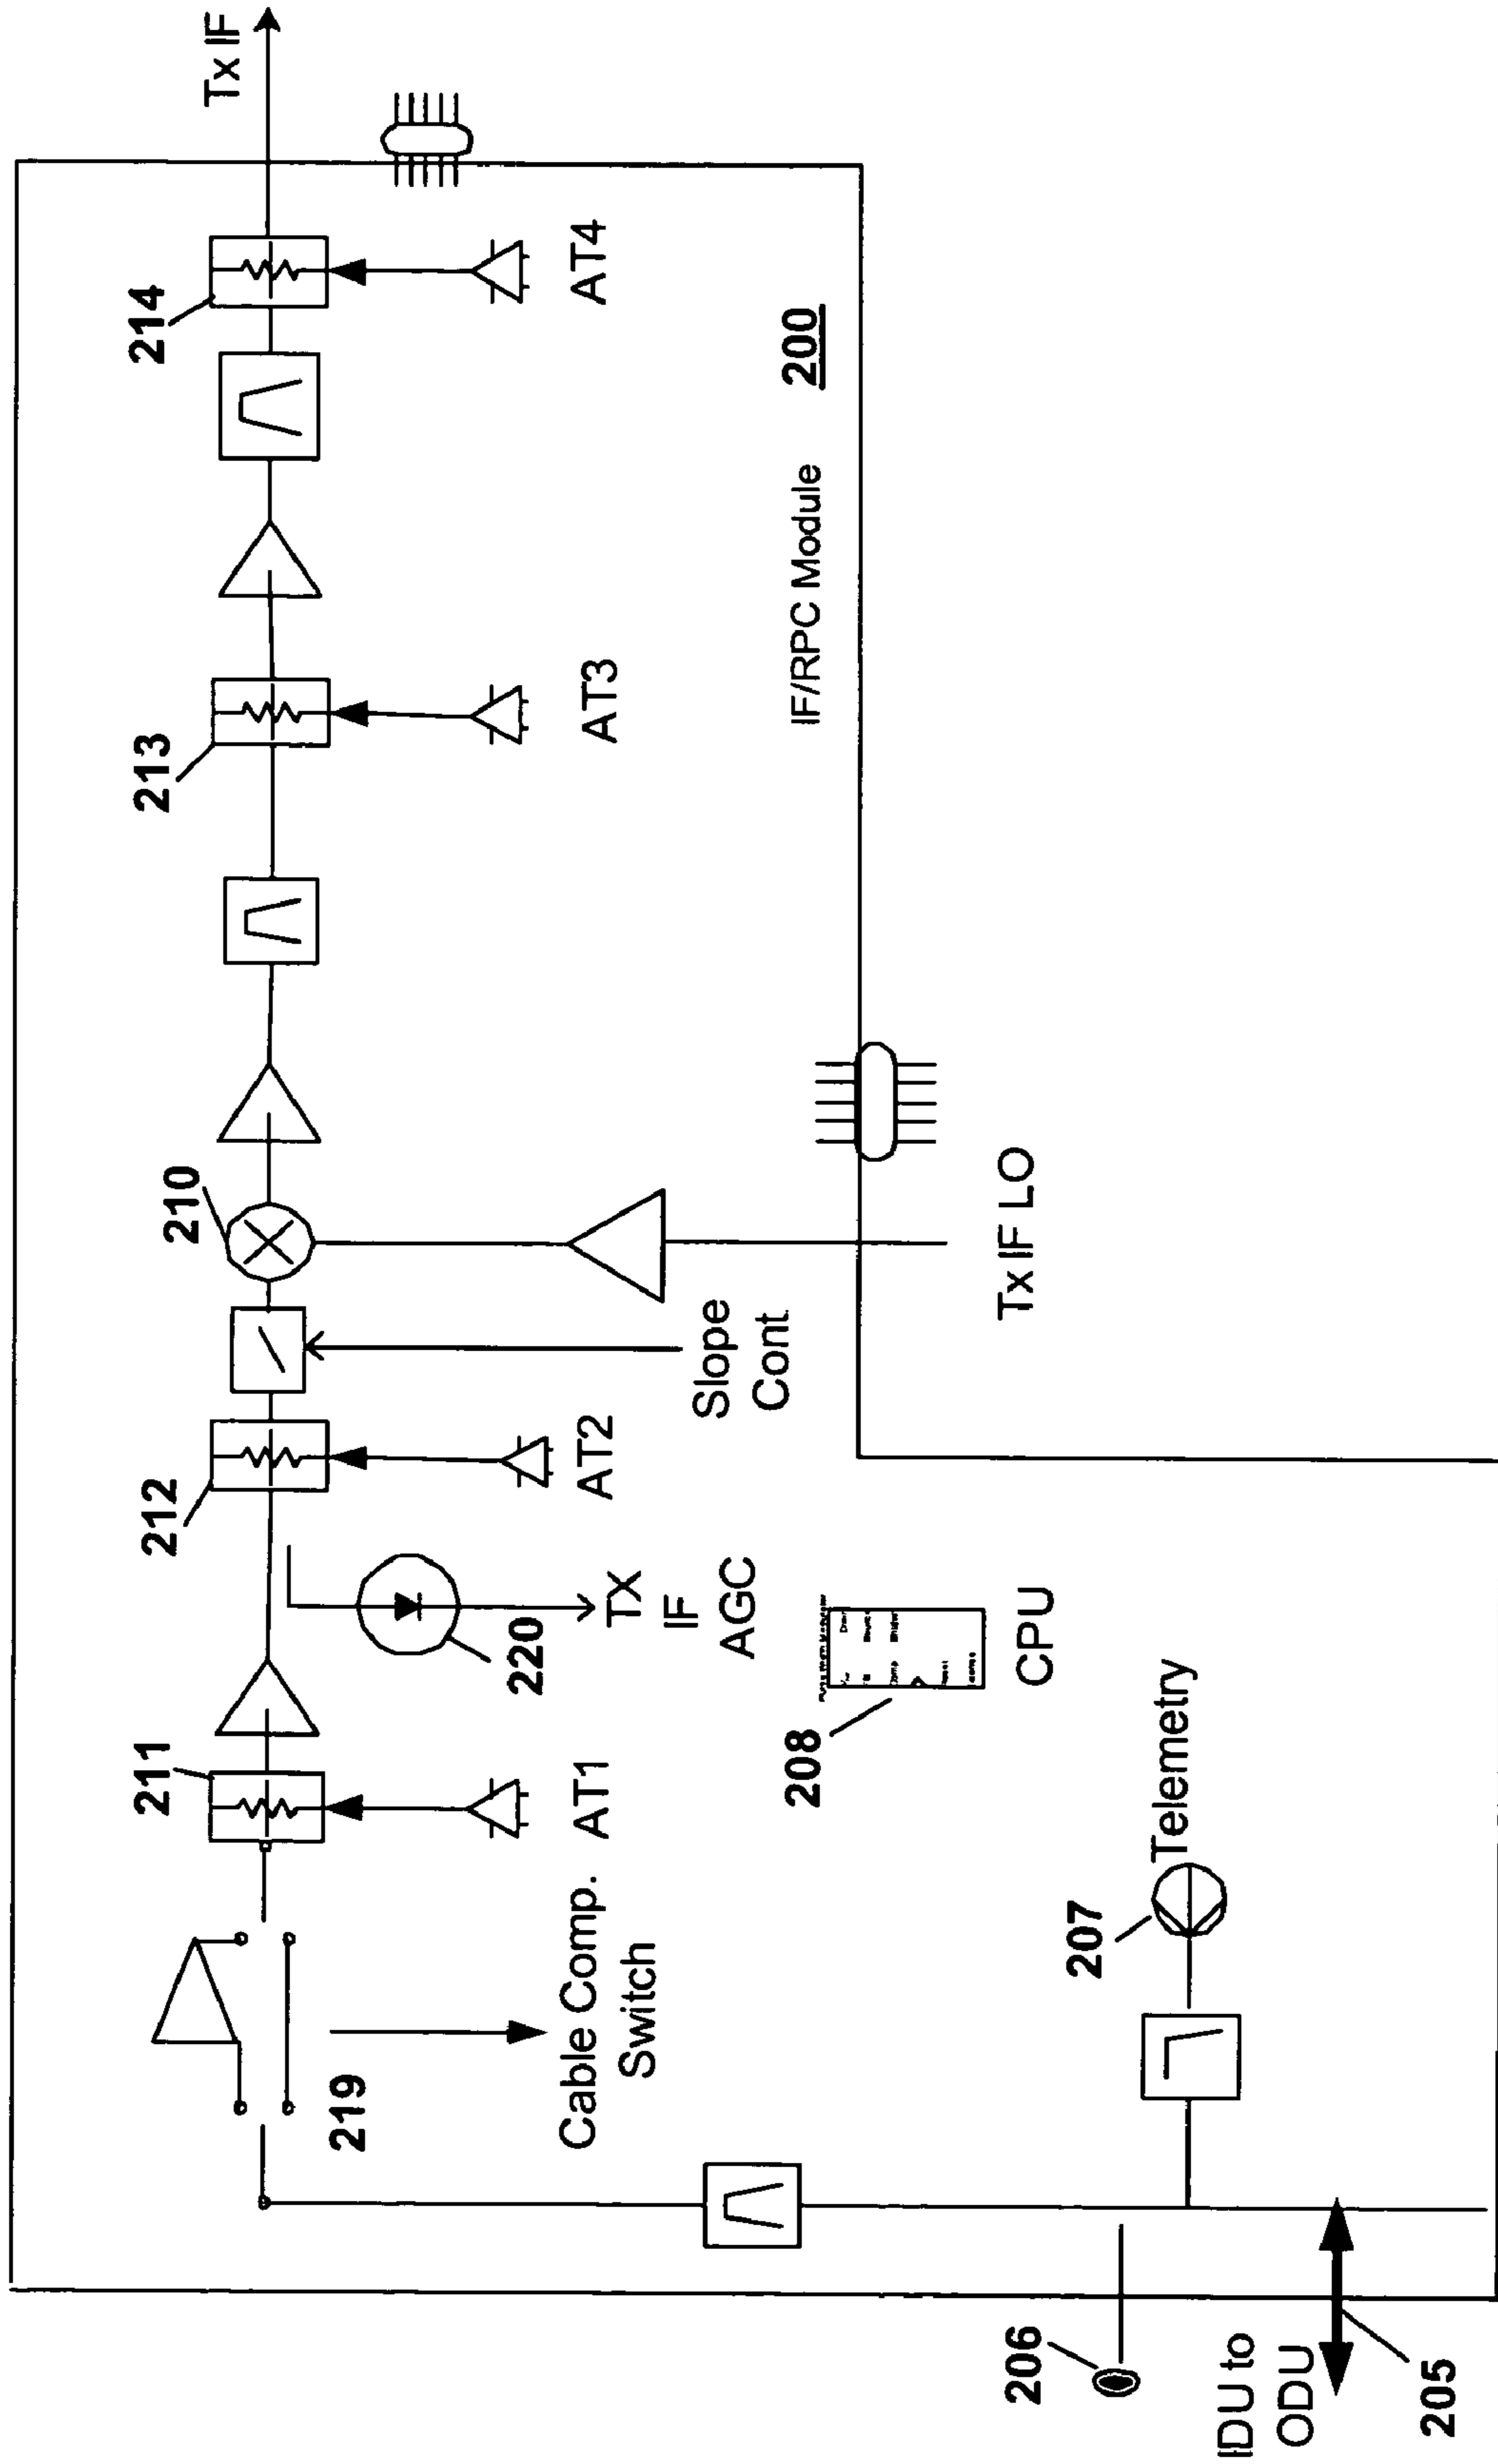 Tx IF
214
AT4
213
AT3
200
IF/RPC Module
210
Tx IF LO
Slope
Cont.
212
AT2
220
TX
IF
AGC
208
CPU
211
AT1
219
Cable Comp.
Switch
207
Telemetry
206
IDU to
ODU
205